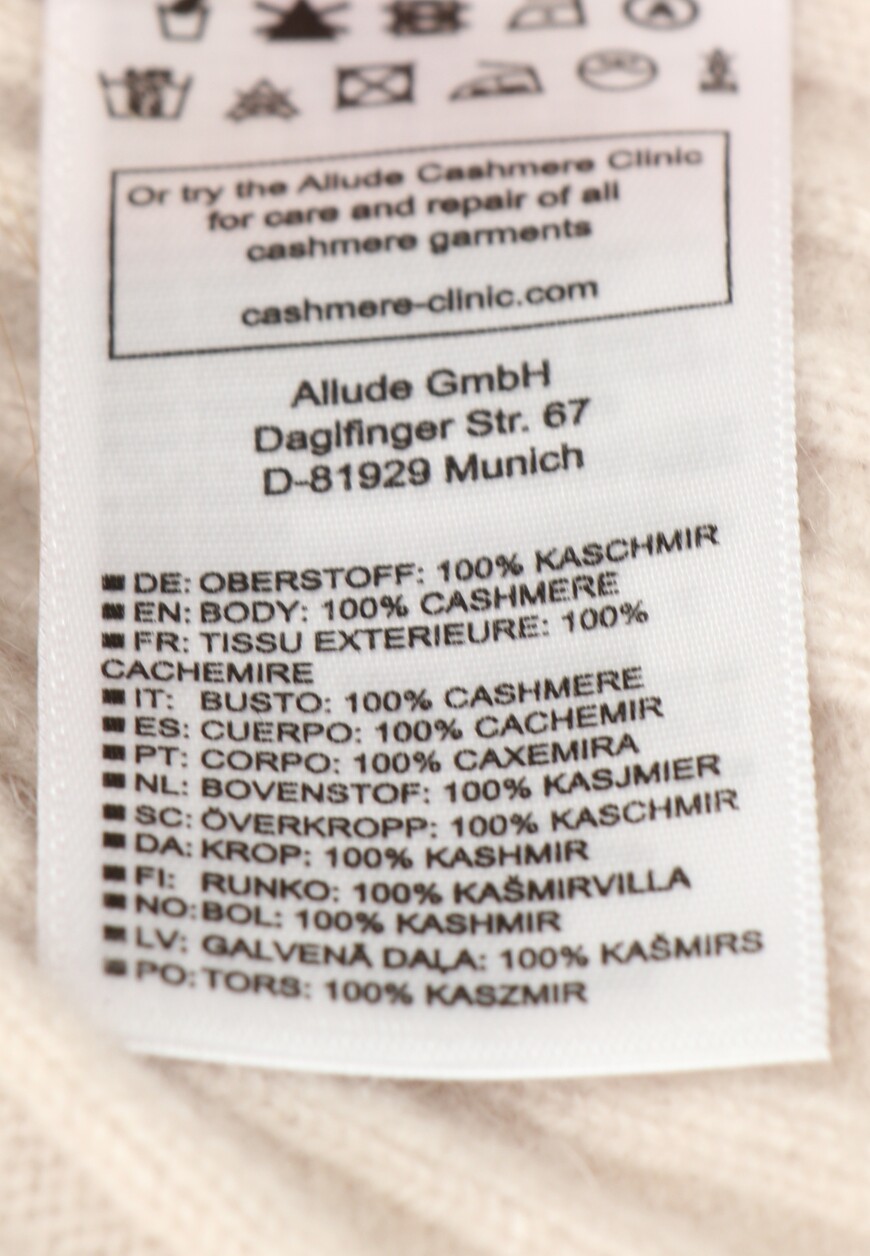 Or try the Allude Cashmere Clinic
for care and repair of all
cashmere garments
cashmere-clinic.com
Allude GmbH
Daglfinger Str. 67
D-81929 Munich
DE: OBERSTOFF: 100% KASCHMIR
EN: BODY: 100% CASHMERE
FR: TISSU EXTERIEURE: 100%
CACHEMIRE
IT: BUSTO: 100% CASHMERE
ES: CUERPO: 100% CACHEMIR
PT: CORPO: 100% CAXEMIRA
NL: BOVENSTOF: 100% KASJMIER
SC: ÖVERKROPP: 100% KASCHMIR
DA: KROP: 100% KASHMIR
FI: RUNKO: 100% KAŠMIRVILLA
NO: BOL: 100% KASHMIR
LV: GALVENĀ DAĻA: 100% KAŠMIRS
PO: TORS: 100% KASZMIR